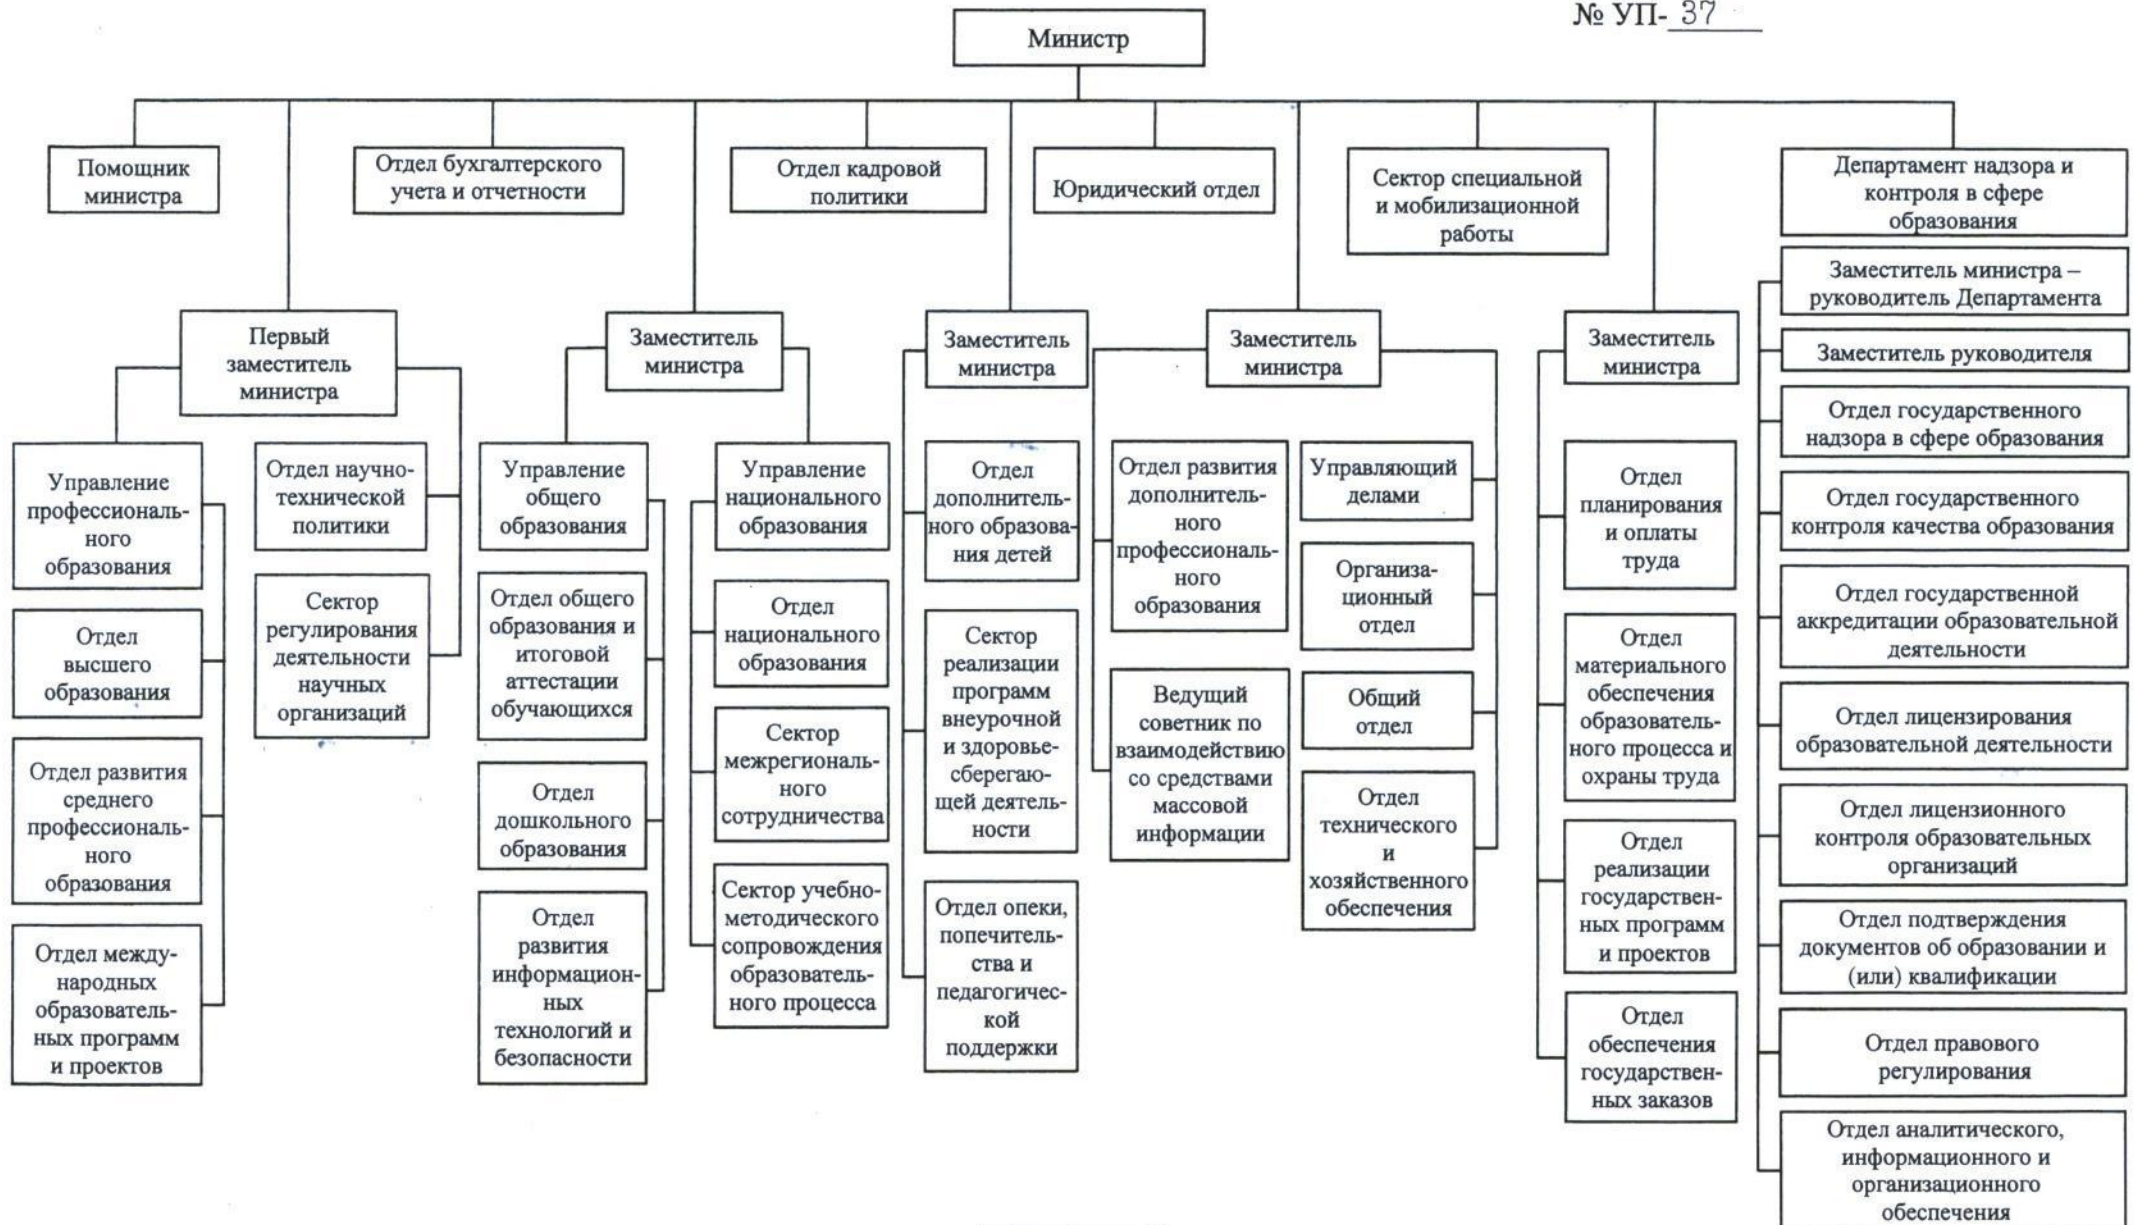 № УП- 37
Министр
Помощник
министра
Отдел бухгалтерского
учета и отчетности
Отдел кадровой
политики
Юридический отдел
Сектор специальной
и мобилизационной
работы
Департамент надзора и
контроля в сфере
образования
Первый
заместитель
министра
Управление
профессиональ-
ного
образования
Отдел
высшего
образования
Отдел развития
среднего
профессиональ-
ного
образования
Отдел между-
народных
образователь-
ных программ
и проектов
Отдел научно-
технической
политики
Сектор
регулирования
деятельности
научных
организаций
Заместитель
министра
Управление
общего
образования
Отдел общего
образования и
итоговой
аттестации
обучающихся
Отдел
дошкольного
образования
Отдел
развития
информацион-
ных
технологий и
безопасности
Управление
национального
образования
Отдел
национального
образования
Сектор
межрегиональ-
ного
сотрудничества
Сектор учебно-
методического
сопровождения
образователь-
ного процесса
Заместитель
министра
Отдел
дополнитель-
ного образова-
ния детей
Сектор
реализации
программ
внеурочной
и здоровье-
сберегаю-
щей деятель-
ности
Отдел опеки,
попечитель-
ства и
педагогичес-
кой
поддержки
Заместитель
министра
Отдел развития
дополнитель-
ного
профессиональ-
ного
образования
Ведущий
советник по
взаимодействию
со средствами
массовой
информации
Управляющий
делами
Организа-
ционный
отдел
Общий
отдел
Отдел
технического
и
хозяйственного
обеспечения
Заместитель
министра
Отдел
планирования
и оплаты
труда
Отдел
материального
обеспечения
образователь-
ного процесса и
охраны труда
Отдел
реализации
государствен-
ных программ
и проектов
Отдел
обеспечения
государствен-
ных заказов
Заместитель министра –
руководитель Департамента
Заместитель руководителя
Отдел государственного
надзора в сфере образования
Отдел государственного
контроля качества образования
Отдел государственной
аккредитации образовательной
деятельности
Отдел лицензирования
образовательной деятельности
Отдел лицензионного
контроля образовательных
организаций
Отдел подтверждения
документов об образовании и
(или) квалификации
Отдел правового
регулирования
Отдел аналитического,
информационного и
организационного
обеспечения